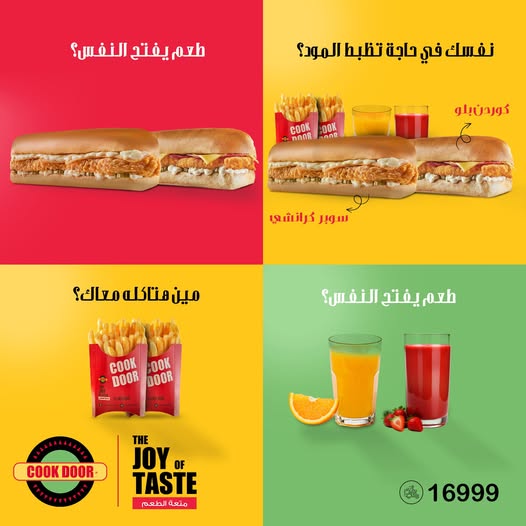 طعم يفتح النفس؟
نفسك في حاجة تظبط المود؟
كوردن بلو
COOK DOOR
COOK DOOR
سوبر كرانشي
مين هتاكله معاك؟
COOK DOOR
COOK DOOR
طعم يفتح النفس؟
COOK DOOR
THE JOY OF TASTE
متعة الطعم
16999